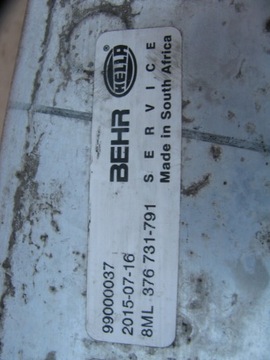 HELLA
BEHR
SERVICE
Made in South Africa
99000037
2015-07-16
8ML 376 731-791